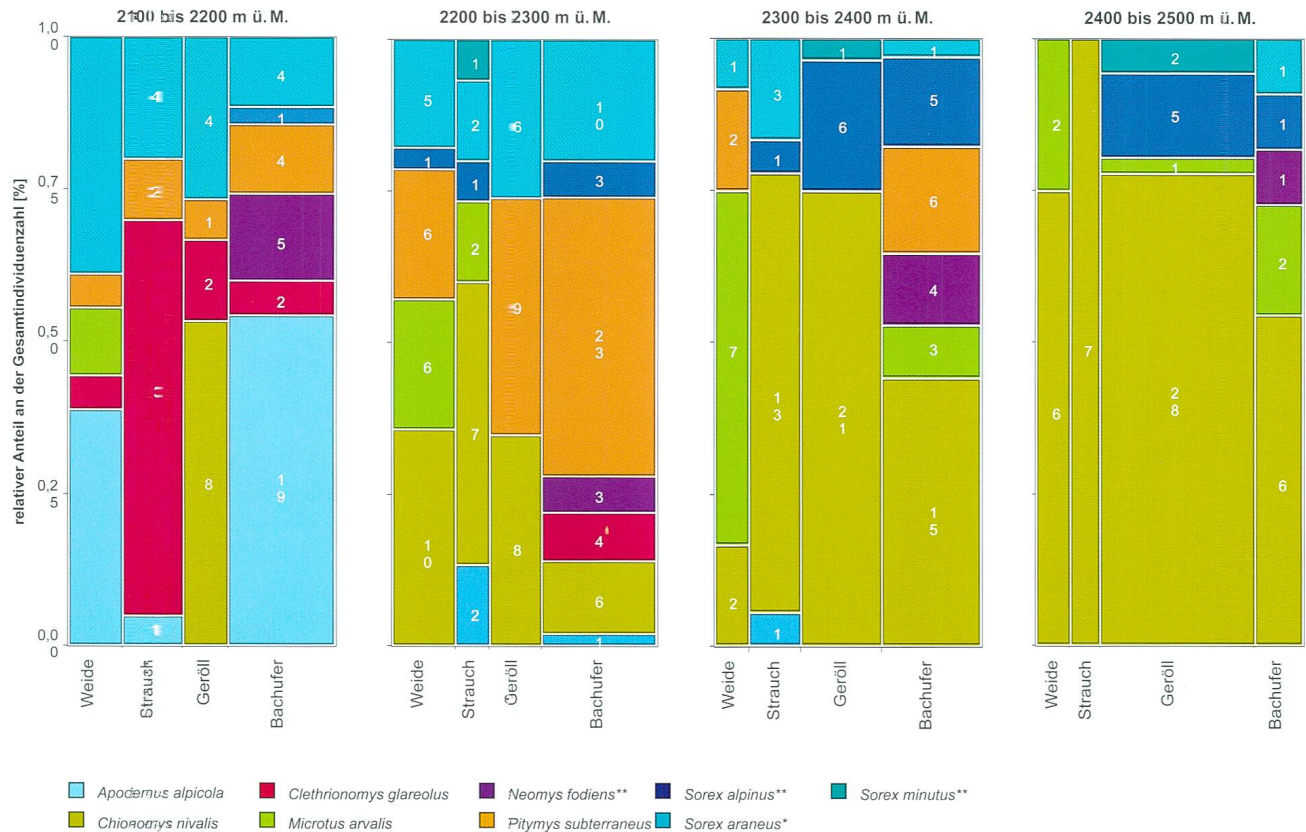 2100 bis 2200 m ü. M.
2200 bis 2300 m ü. M.
2300 bis 2400 m ü. M.
2400 bis 2500 m ü. M.
relativer Anteil an der Gesamtindividuenzahl [%]
1,0
0
0,7
5
0,5
0
0,2
5
0,0
0
4
4
1
2
8
4
1
4
5
2
1
9
5
1
6
6
1
0
1
2
1
2
7
2
6
9
8
1
0
3
2
3
3
4
6
1
1
2
7
2
3
1
1
3
1
1
6
2
1
1
5
6
4
3
1
5
2
6
7
2
5
1
2
8
1
1
1
2
6
Weide
Strauch
Geröll
Bachufer
Weide
Strauch
Geröll
Bachufer
Weide
Strauch
Geröll
Bachufer
Weide
Strauch
Geröll
Bachufer
Apodemus alpicola
Clethrionomys glareolus
Neomys fodiens**
Sorex alpinus**
Sorex minutus**
Chionomys nivalis
Microtus arvalis
Pitymys subterraneus
Sorex araneus*